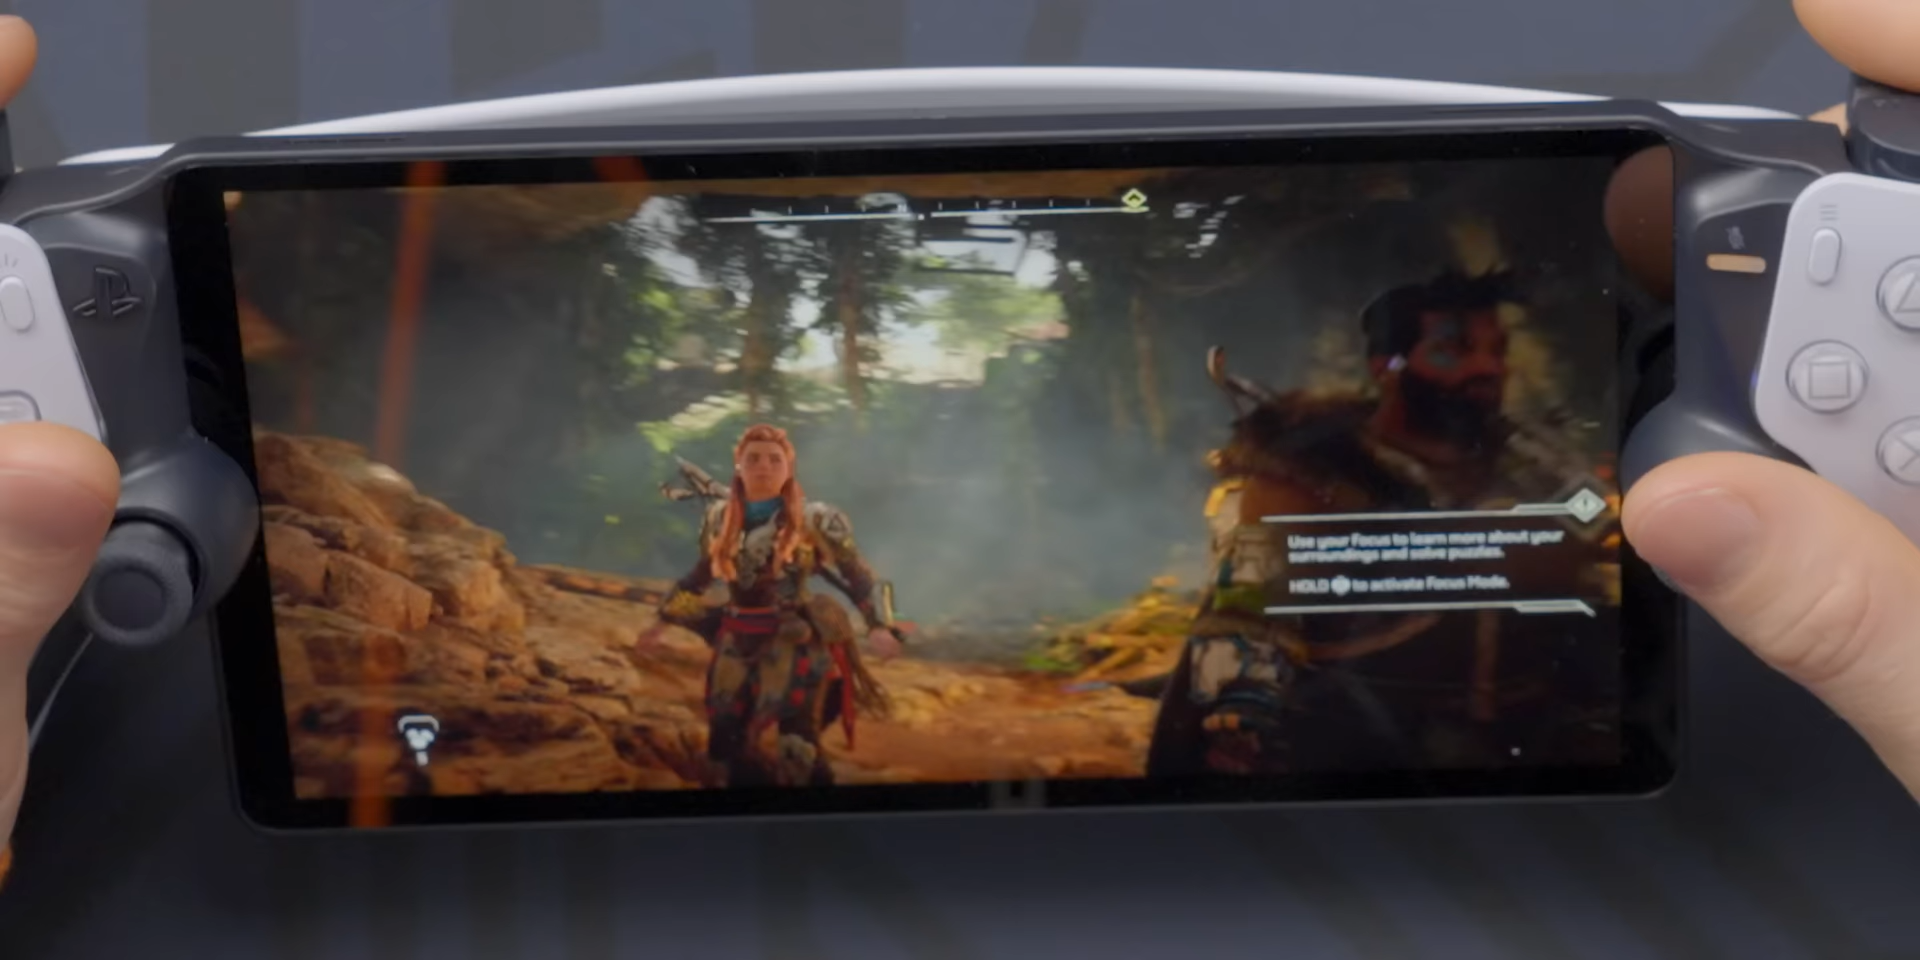 Use your Focus to learn more about your
surroundings and solve puzzles.
HOLD to activate Focus Mode.